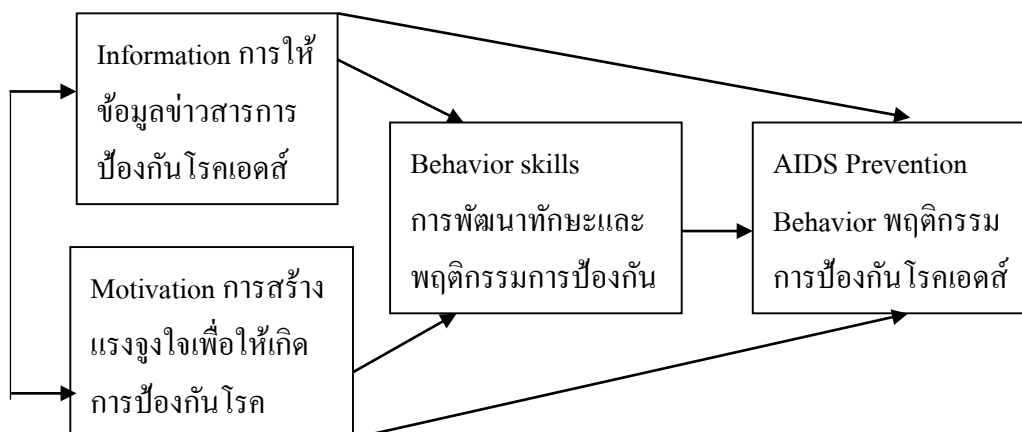 Information การให้
ข้อมูลข่าวสารการ
ป้องกันโรคเอดส์
Motivation การสร้าง
แรงจูงใจเพื่อให้เกิด
การป้องกันโรค
Behavior skills
การพัฒนาทักษะและ
พฤติกรรมการป้องกัน
AIDS Prevention
Behavior พฤติกรรม
การป้องกันโรคเอดส์